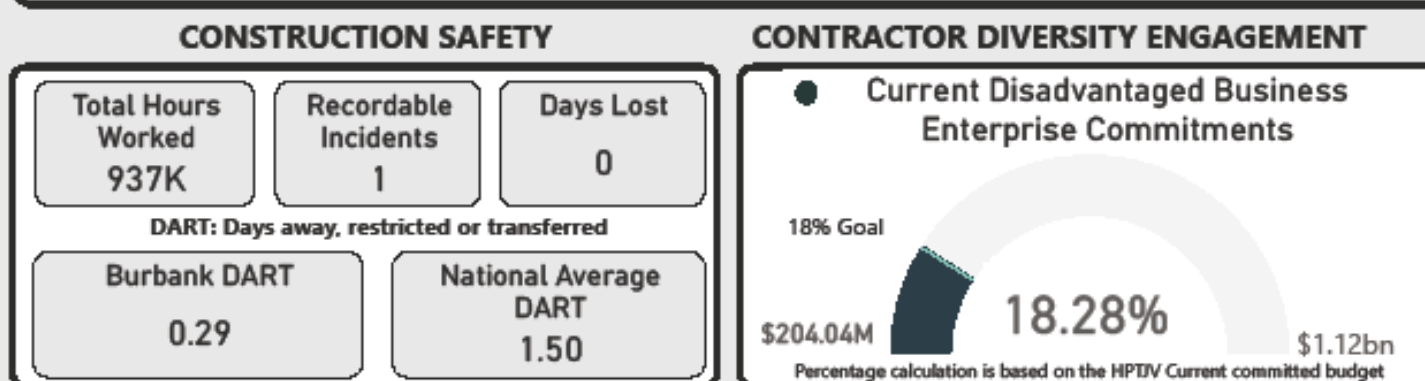 CONSTRUCTION SAFETY
Total Hours
Worked
937K
Recordable
Incidents
1
Days Lost
0
DART: Days away, restricted or transferred
Burbank DART
0.29
National Average
DART
1.50
CONTRACTOR DIVERSITY ENGAGEMENT
Current Disadvantaged Business
Enterprise Commitments
18% Goal
$204.04M
18.28%
$1.12bn
Percentage calculation is based on the HPTJV Current committed budget